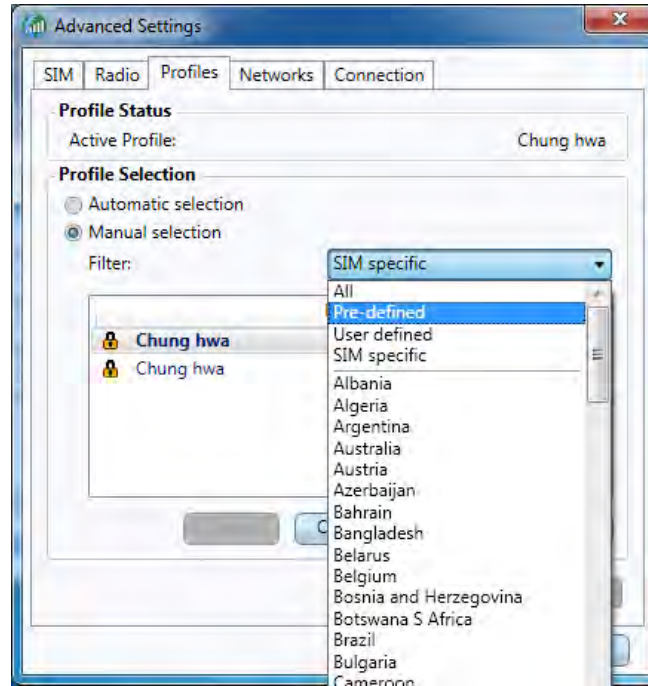 Advanced Settings
SIM Radio Profiles Networks Connection
Profile Status
Active Profile: Chung hwa
Profile Selection
Automatic selection
Manual selection
Filter: SIM specific
All
Pre-defined
User defined
SIM specific
Chung hwa
Chung hwa
Albania
Algeria
Argentina
Australia
Austria
Azerbaijan
Bahrain
Bangladesh
Belarus
Belgium
Bosnia and Herzegovina
Botswana S Africa
Brazil
Bulgaria
Cameroon